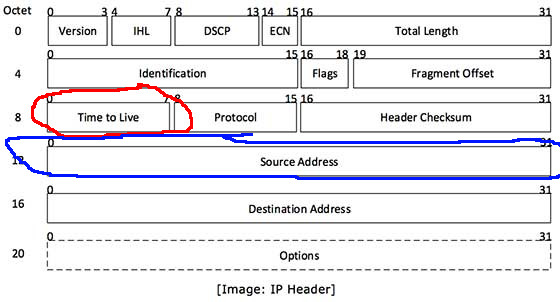 Octet 0 3 4 7 8 13 14 15 16 31
0 Version IHL DSCP ECN Total Length
0 15 16 18 19 31
4 Identification Flags Fragment Offset
0 7 8 15 16 31
8 Time to Live Protocol Header Checksum
0 31
12 Source Address
0 31
16 Destination Address
0 31
20 Options
[Image: IP Header]